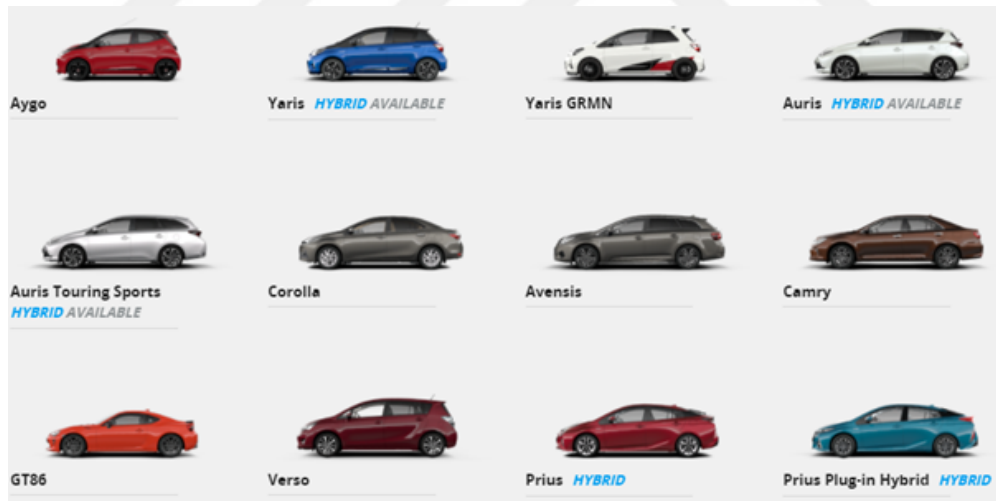 Aygo
Yaris HYBRID AVAILABLE
Yaris GRMN
Auris HYBRID AVAILABLE
Auris Touring Sports
HYBRID AVAILABLE
Corolla
Avensis
Camry
GT86
Verso
Prius HYBRID
Prius Plug-in Hybrid HYBRID